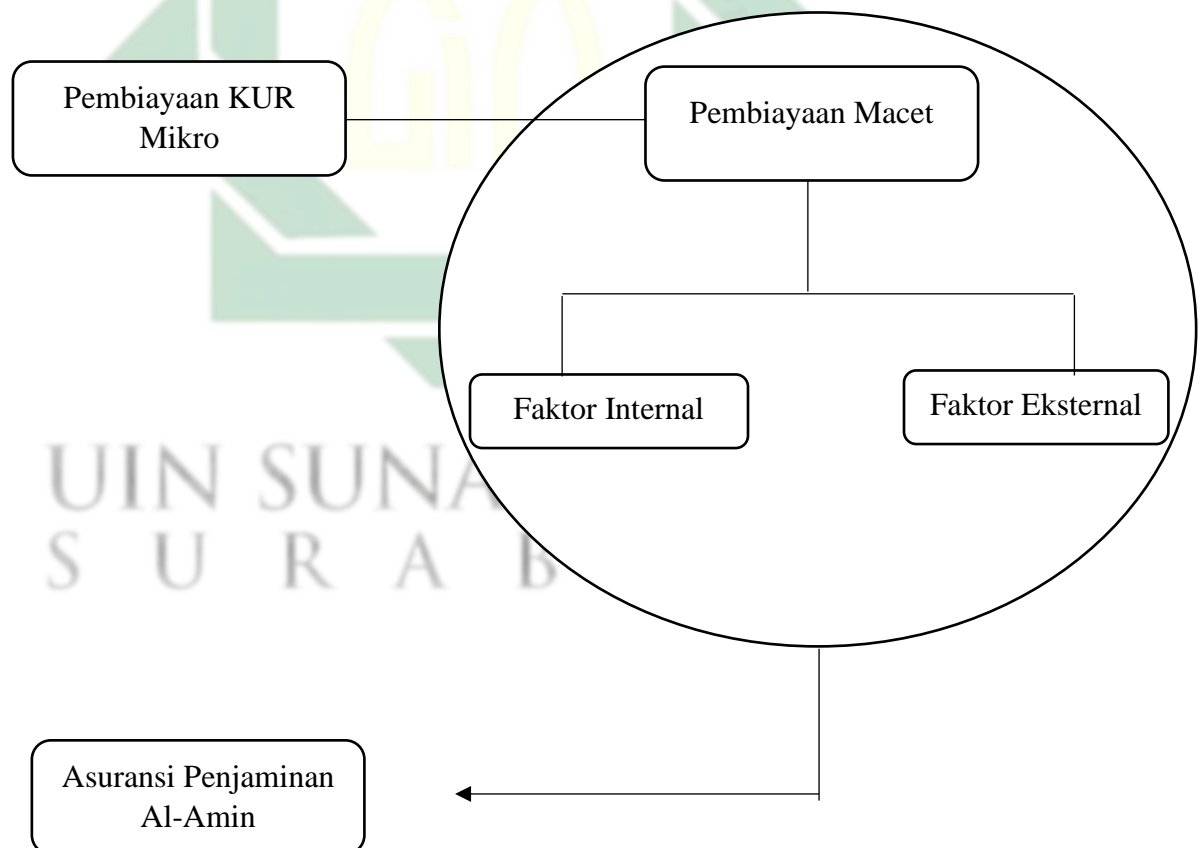 Pembiayaan KUR
Mikro
Pembiayaan Macet
Faktor Internal
Faktor Eksternal
UIN SUNA
S U R A B
Asuransi Penjaminan
Al-Amin